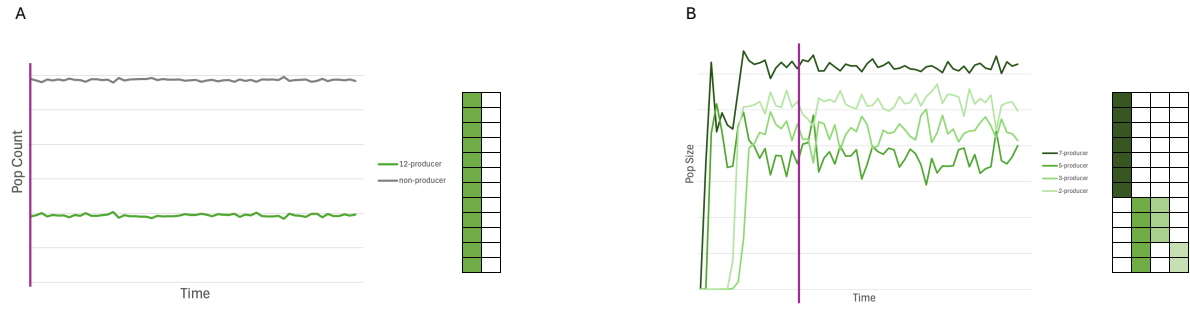 A
Pop Count
Time
12-producer
non-producer
B
Pop Size
Time
7-producer
5-producer
3-producer
2-producer